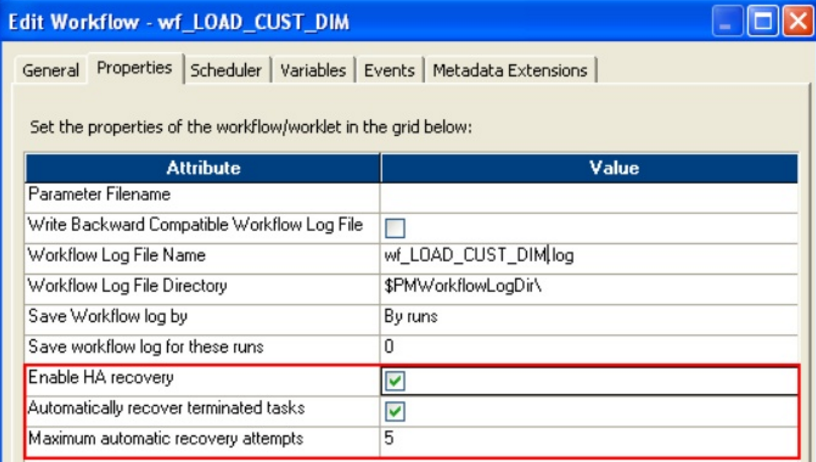 Edit Workflow - wf_LOAD_CUST_DIM
General Properties Scheduler Variables Events Metadata Extensions
Set the properties of the workflow/worklet in the grid below:
Attribute Value
Parameter Filename
Write Backward Compatible Workflow Log File
Workflow Log File Name wf_LOAD_CUST_DIM.log
Workflow Log File Directory $PMWorkflowLogDir\
Save Workflow log by By runs
Save workflow log for these runs 0
Enable HA recovery
Automatically recover terminated tasks
Maximum automatic recovery attempts 5